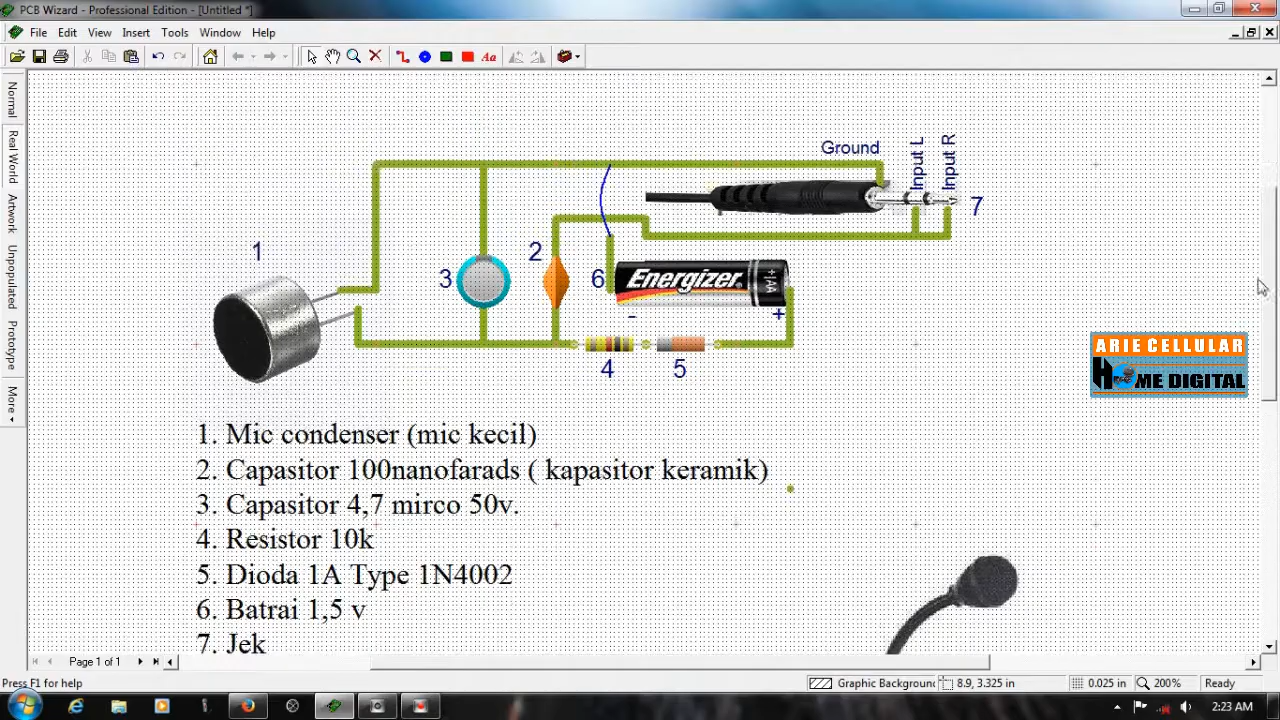 PCB Wizard - Professional Edition - [Untitled *]
File Edit View Insert Tools Window Help
Aa
Normal
Real World
Artwork
Unpopulated
Prototype
More
Ground
Input L
Input R
7
1
2
3
6
Energizer
AA
-
+
4
5
ARIE CELLULAR
HOME DIGITAL
1. Mic condenser (mic kecil)
2. Capasitor 100nanofarads ( kapasitor keramik)
3. Capasitor 4,7 mirco 50v.
4. Resistor 10k
5. Dioda 1A Type 1N4002
6. Batrai 1,5 v
7. Jek
Page 1 of 1
Press F1 for help
Graphic Background
8.9, 3.325 in
0.025 in
200%
Ready
2:23 AM